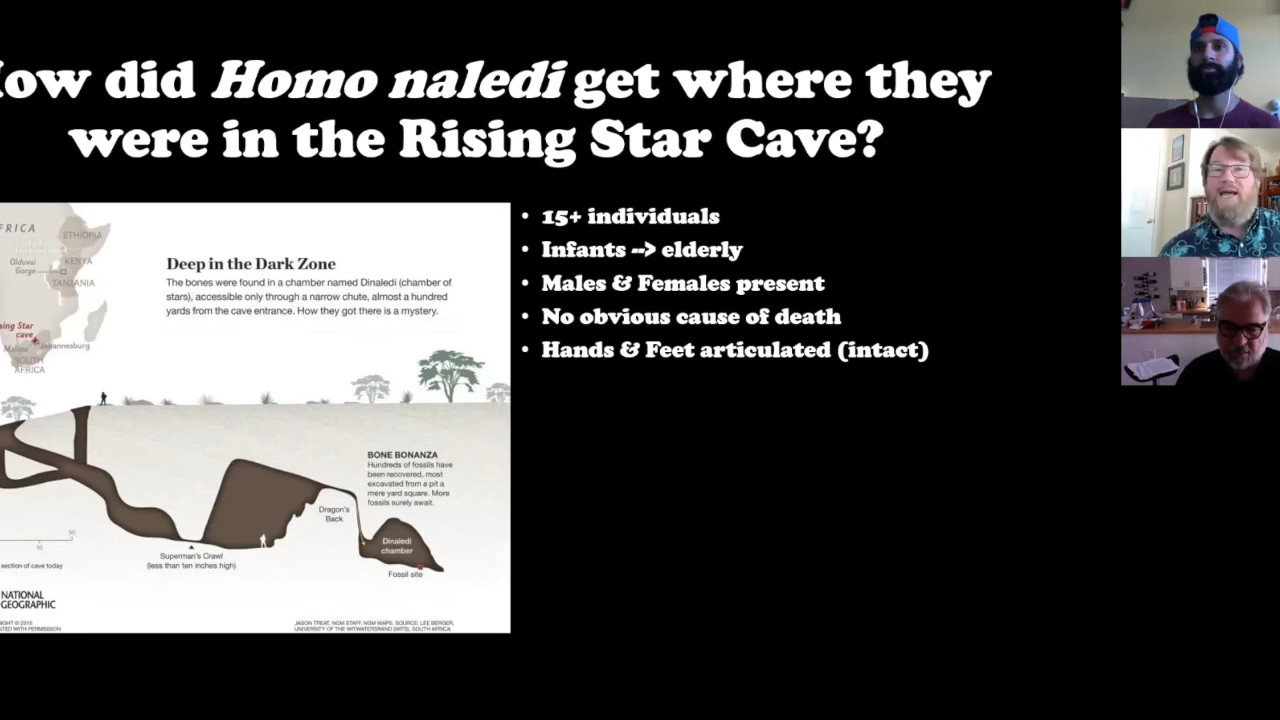 ow did Homo naledi get where they
were in the Rising Star Cave?
FRICA
ETHIOPIA
Olduvai
Gorge
KENYA
TANZANIA
sing Star
cave
Johannesburg
SOUTH
AFRICA
Deep in the Dark Zone
The bones were found in a chamber named Dinaledi (chamber of
stars), accessible only through a narrow chute, almost a hundred
yards from the cave entrance. How they got there is a mystery.
• 15+ individuals
• Infants --> elderly
• Males & Females present
• No obvious cause of death
• Hands & Feet articulated (intact)
BONE BONANZA
Hundreds of fossils have
been recovered, most
excavated from a pit a
mere yard square. More
fossils surely await.
Dragon's
Back
Dinaledi
chamber
Fossil site
Superman's Crawl
(less than ten inches high)
50
10
section of cave today
NATIONAL
GEOGRAPHIC
JASON TREAT, NGM STAFF, NGM MAPS. SOURCE: LEE BERGER,
UNIVERSITY OF THE WITWATERSRAND (WITS), SOUTH AFRICA